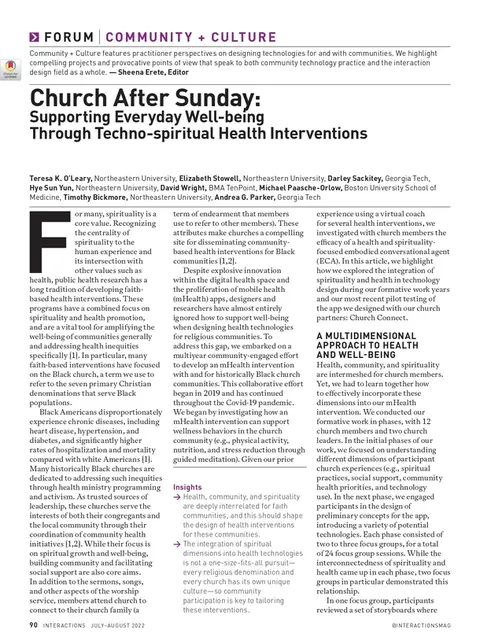 FORUM COMMUNITY + CULTURE
Community + Culture features practitioner perspectives on designing technologies for and with communities. We highlight
compelling projects and provocative points of view that speak to both community technology practice and the interaction
design field as a whole. — Sheena Erete, Editor
Church After Sunday:
Supporting Everyday Well-being
Through Techno-spiritual Health Interventions
Teresa K. O'Leary, Northeastern University, Elizabeth Stowell, Northeastern University, Darley Sackitey, Georgia Tech,
Hye Sun Yun, Northeastern University, David Wright, BMA TenPoint, Michael Paasche-Orlow, Boston University School of
Medicine, Timothy Bickmore, Northeastern University, Andrea G. Parker, Georgia Tech
For many, spirituality is a
core value. Recognizing
the centrality of
spirituality to the
human experience and
its intersection with
other values such as
health, public health research has a
long tradition of developing faith-
based health interventions. These
programs have a combined focus on
spirituality and health promotion,
and are a vital tool for amplifying the
well-being of communities generally
and addressing health inequities
specifically [1]. In particular, many
faith-based interventions have focused
on the Black church, a term we use to
refer to the seven primary Christian
denominations that serve Black
populations.
Black Americans disproportionately
experience chronic diseases, including
heart disease, hypertension, and
diabetes, and significantly higher
rates of hospitalization and mortality
compared with white Americans [1].
Many historically Black churches are
dedicated to addressing such inequities
through health ministry programming
and activism. As trusted sources of
leadership, these churches serve the
interests of both their congregants and
the local community through their
coordination of community health
initiatives [1,2]. While their focus is
on spiritual growth and well-being,
building community and facilitating
social support are also core aims.
In addition to the sermons, songs,
and other aspects of the worship
service, members attend church to
connect to their church family (a
term of endearment that members
use to refer to other members). These
attributes make churches a compelling
site for disseminating community-
based health interventions for Black
communities [1,2].
Despite explosive innovation
within the digital health space and
the proliferation of mobile health
(mHealth) apps, designers and
researchers have almost entirely
ignored how to support well-being
when designing health technologies
for religious communities. To
address this gap, we embarked on a
multiyear community-engaged effort
to develop an mHealth intervention
with and for historically Black church
communities. This collaborative effort
began in 2019 and has continued
throughout the Covid-19 pandemic.
We began by investigating how an
mHealth intervention can support
wellness behaviors in the church
community (e.g., physical activity,
nutrition, and stress reduction through
guided meditation). Given our prior
Insights
→ Health, community, and spirituality
are deeply interrelated for faith
communities, and this should shape
the design of health interventions
for these communities.
→ The integration of spiritual
dimensions into health technologies
is not a one-size-fits-all pursuit—
every religious denomination and
every church has its own unique
culture—so community
participation is key to tailoring
these interventions.
experience using a virtual coach
for several health interventions, we
investigated with church members the
efficacy of a health and spirituality-
focused embodied conversational agent
(ECA). In this article, we highlight
how we explored the integration of
spirituality and health in technology
design during our formative work years
and our most recent pilot testing of
the app we designed with our church
partners: Church Connect.
A MULTIDIMENSIONAL
APPROACH TO HEALTH
AND WELL-BEING
Health, community, and spirituality
are intermeshed for church members.
Yet, we had to learn together how
to effectively incorporate these
dimensions into our mHealth
intervention. We conducted our
formative work in phases, with 12
church members and two church
leaders. In the initial phases of our
work, we focused on understanding
different dimensions of participant
church experiences (e.g., spiritual
practices, social support, community
health priorities, and technology
use). In the next phase, we engaged
participants in the design of
preliminary concepts for the app,
introducing a variety of potential
technologies. Each phase consisted of
two to three focus groups, for a total
of 24 focus group sessions. While the
interconnectedness of spirituality and
health came up in each phase, two focus
groups in particular demonstrated this
relationship.
In one focus group, participants
reviewed a set of storyboards where
90 INTERACTIONS JULY–AUGUST 2022
@INTERACTIONSMAG